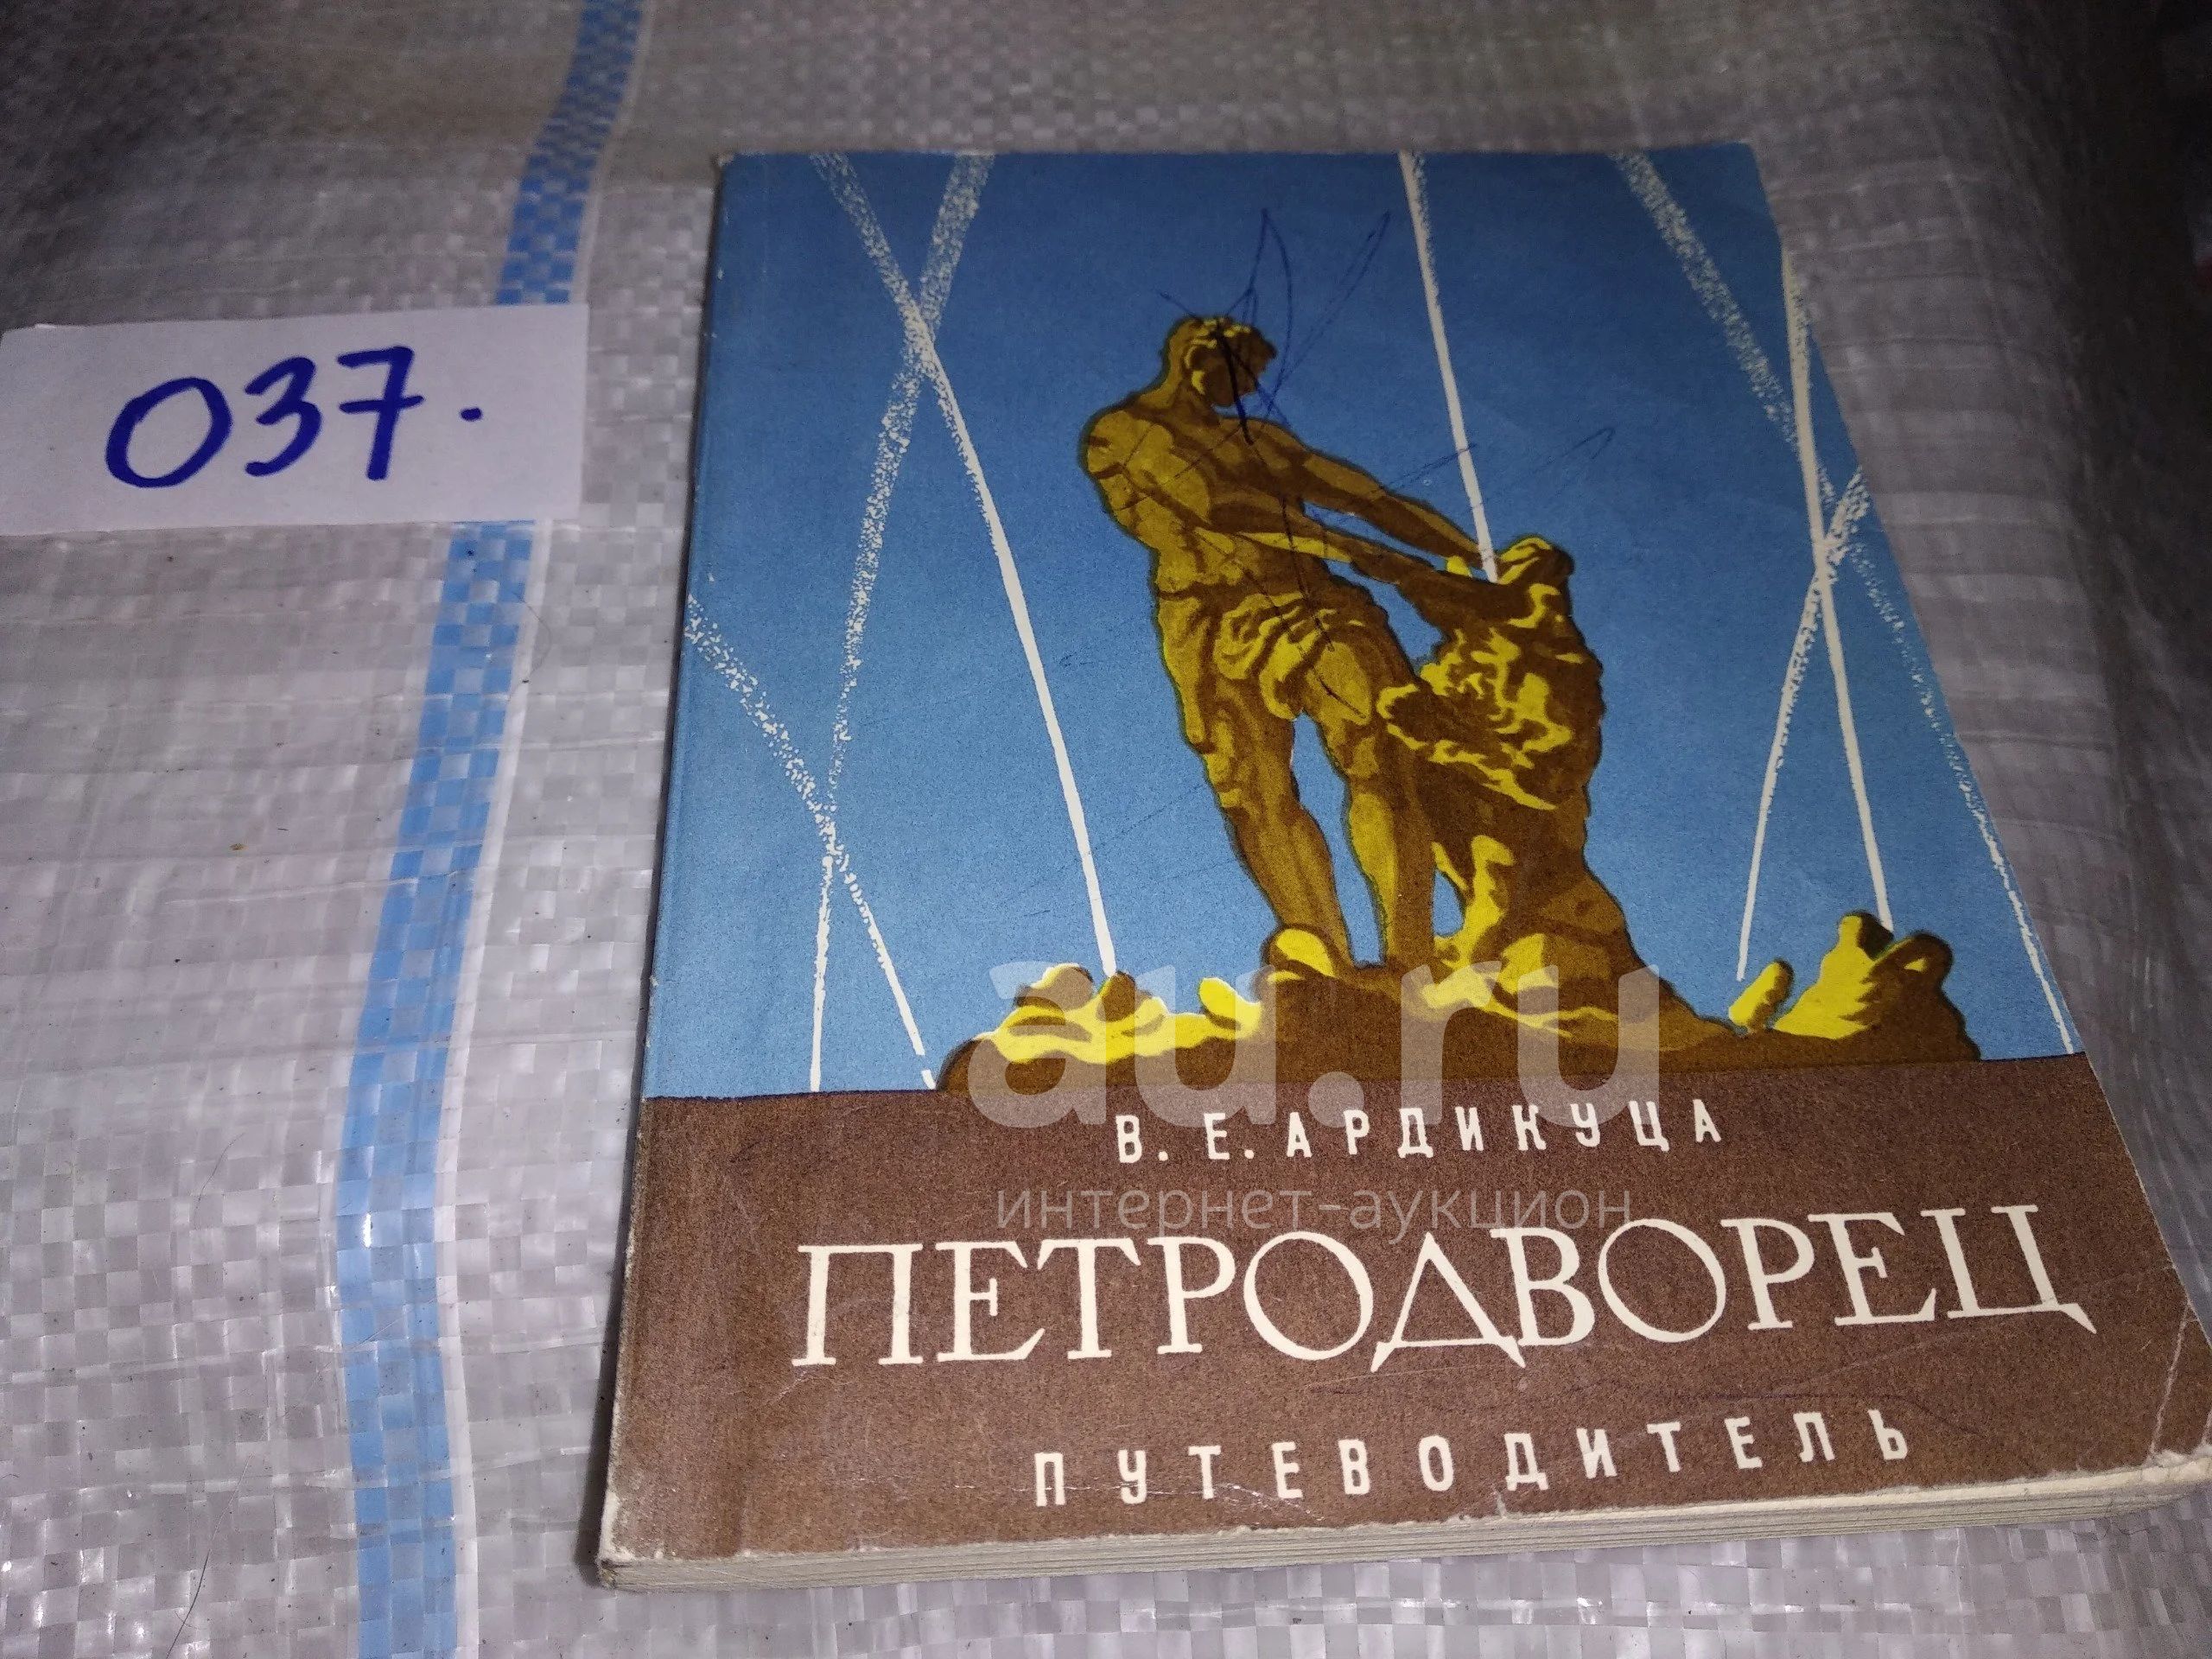 037.
au.ru
В. Е. АРДИКУЦА
интернет-аукцион
ПЕТРОДВОРЕЦ
ПУТЕВОДИТЕЛЬ